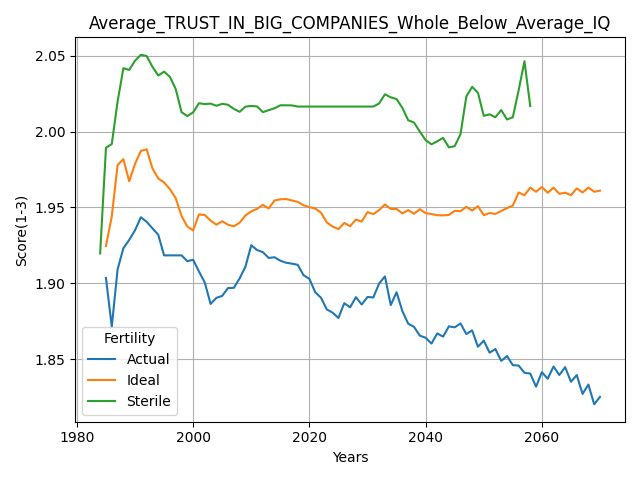 Average_TRUST_IN_BIG_COMPANIES_Whole_Below_Average_IQ
Score(1-3)
2.05
2.00
1.95
1.90
1.85
Fertility
Actual
Ideal
Sterile
1980
2000
2020
2040
2060
Years